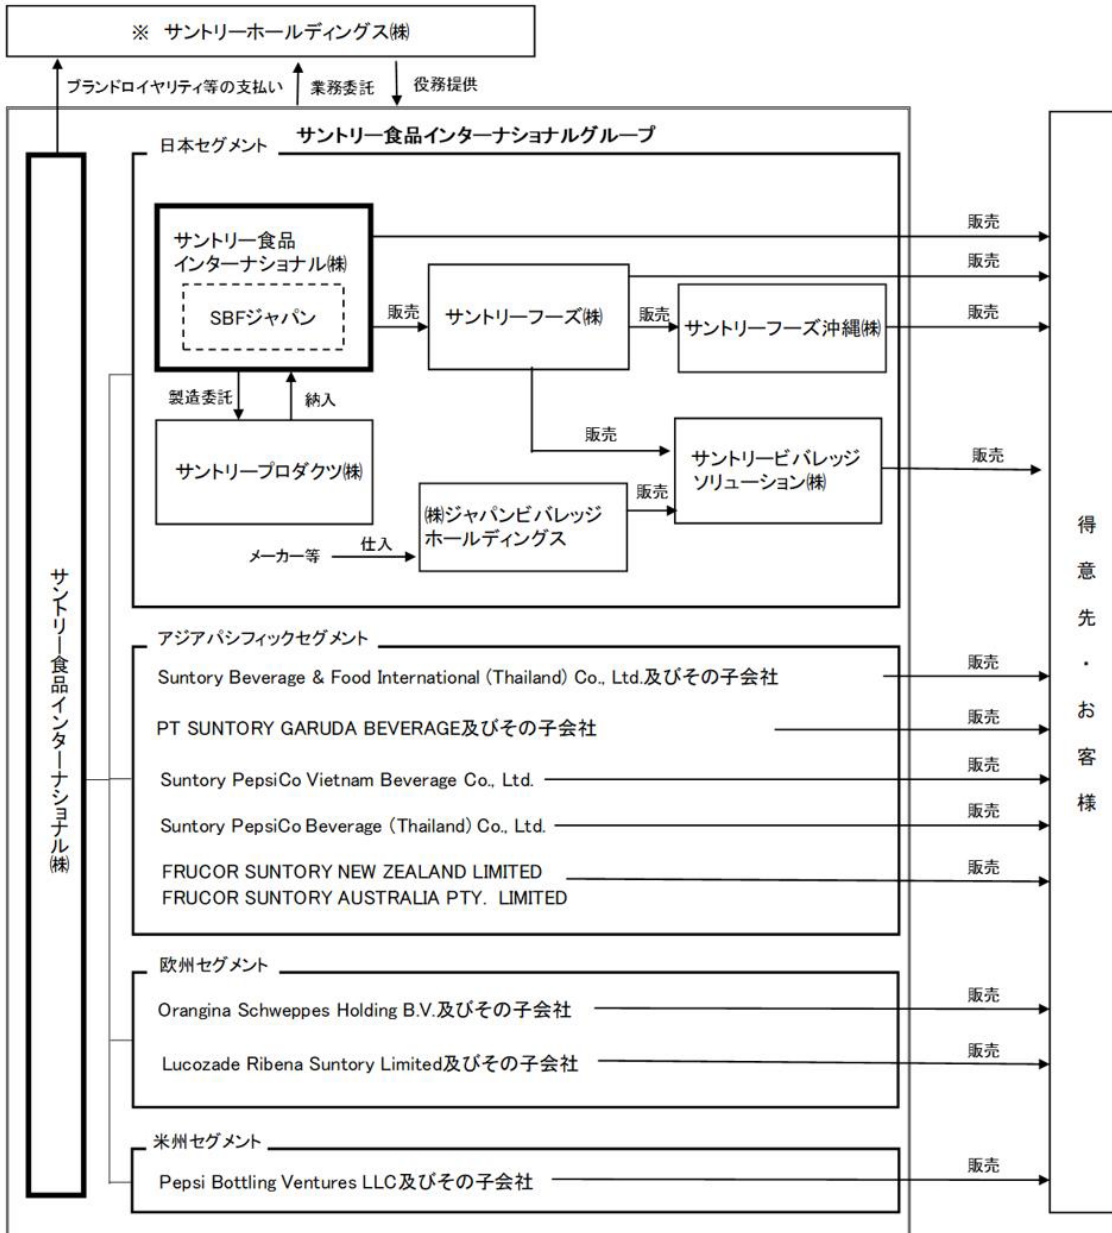 ※ サントリーホールディングス㈱
ブランドロイヤリティ等の支払い
業務委託
役務提供
サントリー食品インターナショナルグループ
サントリー食品インターナショナル㈱
日本セグメント
サントリー食品
インターナショナル㈱
SBFジャパン
販売
サントリーフーズ㈱
販売
サントリーフーズ沖縄㈱
販売
販売
販売
製造委託
納入
サントリープロダクツ㈱
販売
サントリービバレッジ
ソリューション㈱
販売
㈱ジャパンビバレッジ
ホールディングス
販売
メーカー等
仕入
アジアパシフィックセグメント
Suntory Beverage & Food International (Thailand) Co., Ltd.及びその子会社
販売
PT SUNTORY GARUDA BEVERAGE及びその子会社
販売
Suntory PepsiCo Vietnam Beverage Co., Ltd.
販売
Suntory PepsiCo Beverage (Thailand) Co., Ltd.
販売
FRUCOR SUNTORY NEW ZEALAND LIMITED
FRUCOR SUNTORY AUSTRALIA PTY. LIMITED
販売
欧州セグメント
Orangina Schweppes Holding B.V.及びその子会社
販売
Lucozade Ribena Suntory Limited及びその子会社
販売
米州セグメント
Pepsi Bottling Ventures LLC及びその子会社
販売
得意先・お客様